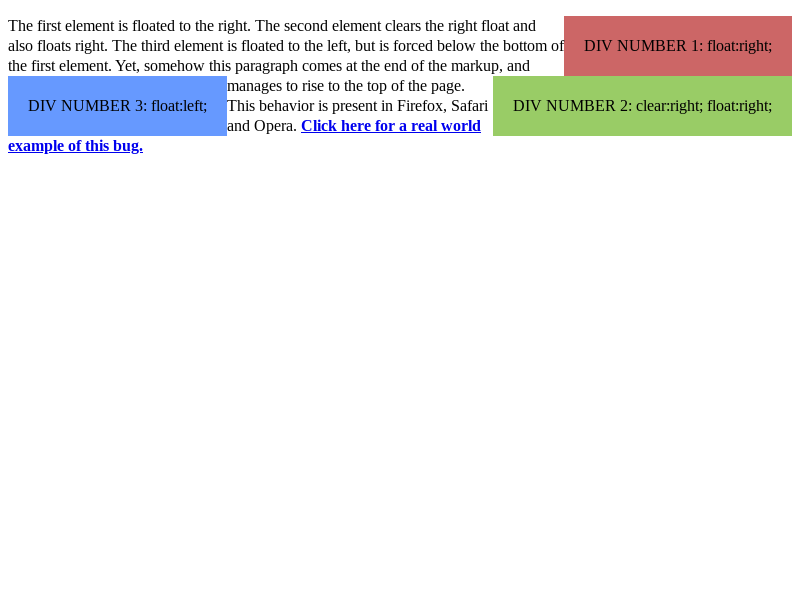 The first element is floated to the right. The second element clears the right float and
also floats right. The third element is floated to the left, but is forced below the bottom of
the first element. Yet, somehow this paragraph comes at the end of the markup, and
manages to rise to the top of the page.
This behavior is present in Firefox, Safari
and Opera. Click here for a real world
example of this bug.
DIV NUMBER 1: float:right;
DIV NUMBER 3: float:left;
DIV NUMBER 2: clear:right; float:right;